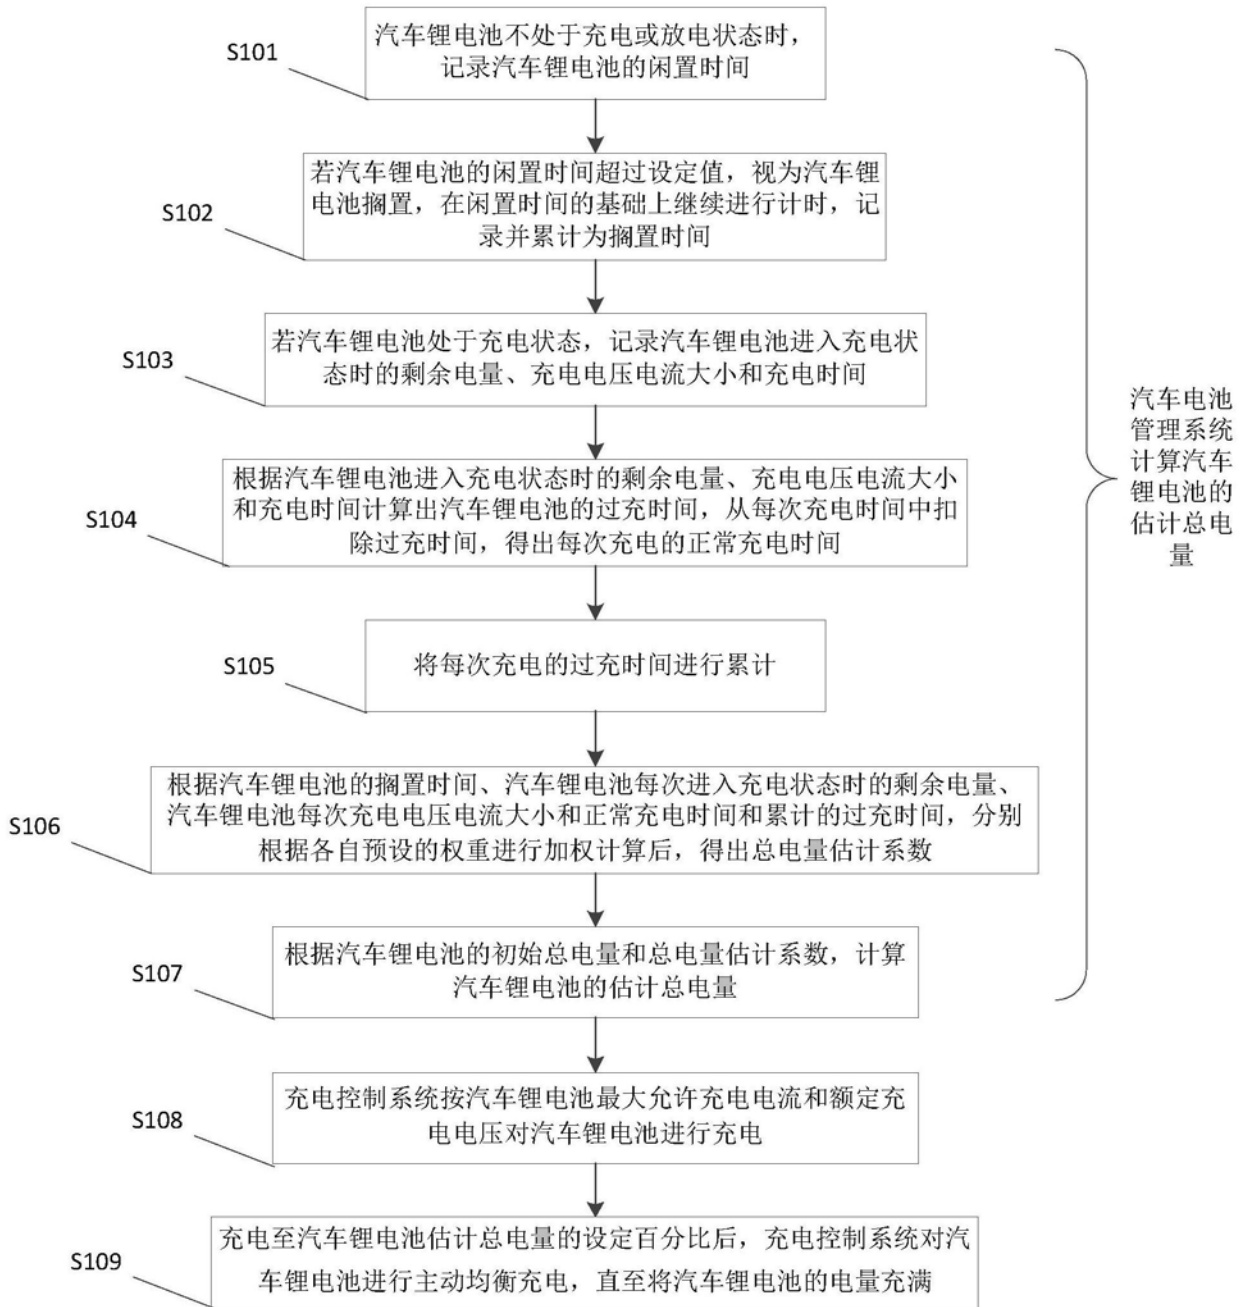 S101
汽车锂电池不处于充电或放电状态时，
记录汽车锂电池的闲置时间
S102
若汽车锂电池的闲置时间超过设定值，视为汽车锂
电池搁置，在闲置时间的基础上继续进行计时，记
录并累计为搁置时间
S103
若汽车锂电池处于充电状态，记录汽车锂电池进入充电状
态时的剩余电量、充电电压电流大小和充电时间
S104
根据汽车锂电池进入充电状态时的剩余电量、充电电压电流大小
和充电时间计算出汽车锂电池的过充时间，从每次充电时间中扣
除过充时间，得出每次充电的正常充电时间
S105
将每次充电的过充时间进行累计
S106
根据汽车锂电池的搁置时间、汽车锂电池每次进入充电状态时的剩余电量、
汽车锂电池每次充电电压电流大小和正常充电时间和累计的过充时间，分别
根据各自预设的权重进行加权计算后，得出总电量估计系数
S107
根据汽车锂电池的初始总电量和总电量估计系数，计算
汽车锂电池的估计总电量
汽车电池
管理系统
计算汽车
锂电池的
估计总电
量
S108
充电控制系统按汽车锂电池最大允许充电电流和额定充
电电压对汽车锂电池进行充电
S109
充电至汽车锂电池估计总电量的设定百分比后，充电控制系统对汽
车锂电池进行主动均衡充电，直至将汽车锂电池的电量充满